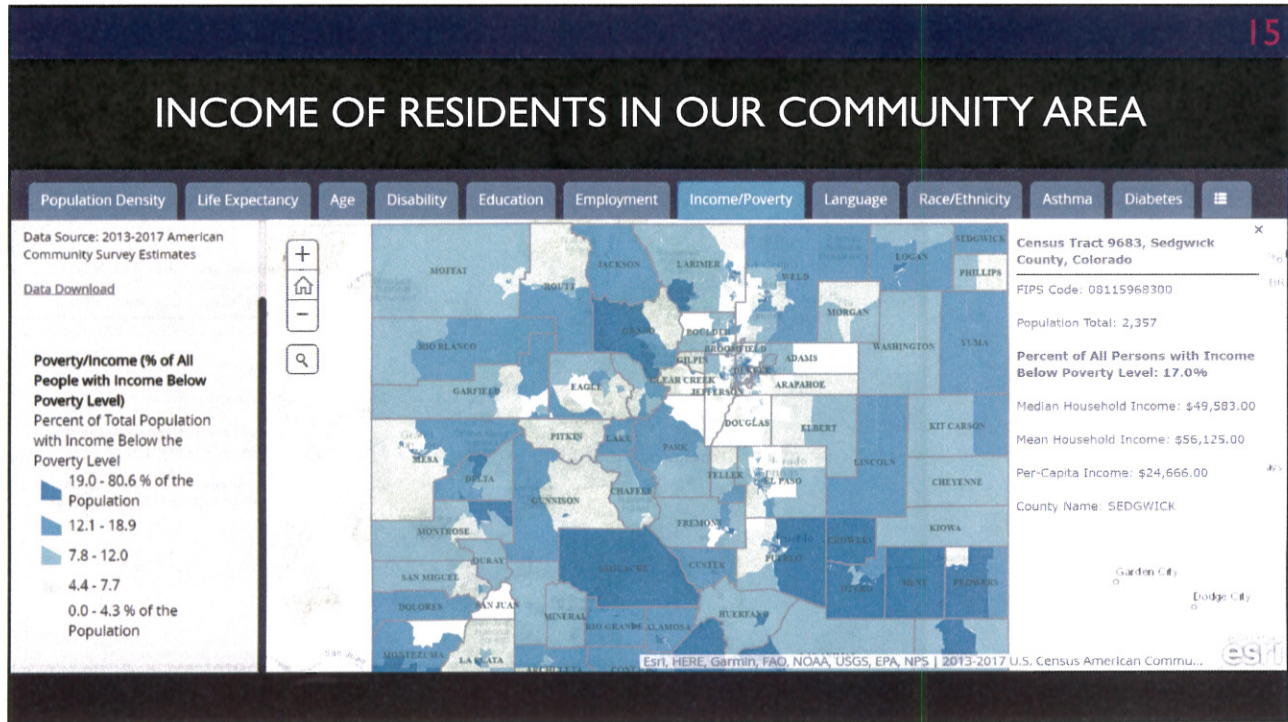 15
INCOME OF RESIDENTS IN OUR COMMUNITY AREA
Population Density Life Expectancy Age Disability Education Employment Income/Poverty Language Race/Ethnicity Asthma Diabetes
Data Source: 2013-2017 American
Community Survey Estimates
Data Download
Poverty/Income (% of All
People with Income Below
Poverty Level)
Percent of Total Population
with Income Below the
Poverty Level
19.0 - 80.6 % of the
Population
12.1 - 18.9
7.8 - 12.0
4.4 - 7.7
0.0 - 4.3 % of the
Population
+
−
MOFFAT
ROUTT
JACKSON
LARIMER
WELD
LOGAN
SEDGWICK
PHILLIPS
MORGAN
GRAND
BOULDER
RIO BLANCO
BROOMFIELD
GILPIN
ADAMS
WASHINGTON
YUMA
DENVER
CLEAR CREEK
ARAPAHOE
JEFFERSON
GARFIELD
EAGLE
DOUGLAS
ELBERT
KIT CARSON
PITKIN
LAKE
PARK
MESA
LINCOLN
DELTA
TELLER
EL PASO
CHEYENNE
GUNNISON
CHAFFEE
FREMONT
KIOWA
MONTROSE
CROWLEY
PUEBLO
Pueblo
OURAY
SAGUACHE
CUSTER
SAN MIGUEL
OTERO
BENT
PROWERS
DOLORES
SAN JUAN
MINERAL
RIO GRANDE
ALAMOSA
HUERFANO
MONTEZUMA
LA PLATA
ARCHULETA
Census Tract 9683, Sedgwick
County, Colorado
FIPS Code: 08115968300
Population Total: 2,357
Percent of All Persons with Income
Below Poverty Level: 17.0%
Median Household Income: $49,583.00
Mean Household Income: $56,125.00
Per-Capita Income: $24,666.00
County Name: SEDGWICK
Garden City
Dodge City
Esri, HERE, Garmin, FAO, NOAA, USGS, EPA, NPS | 2013-2017 U.S. Census American Commu...
esri